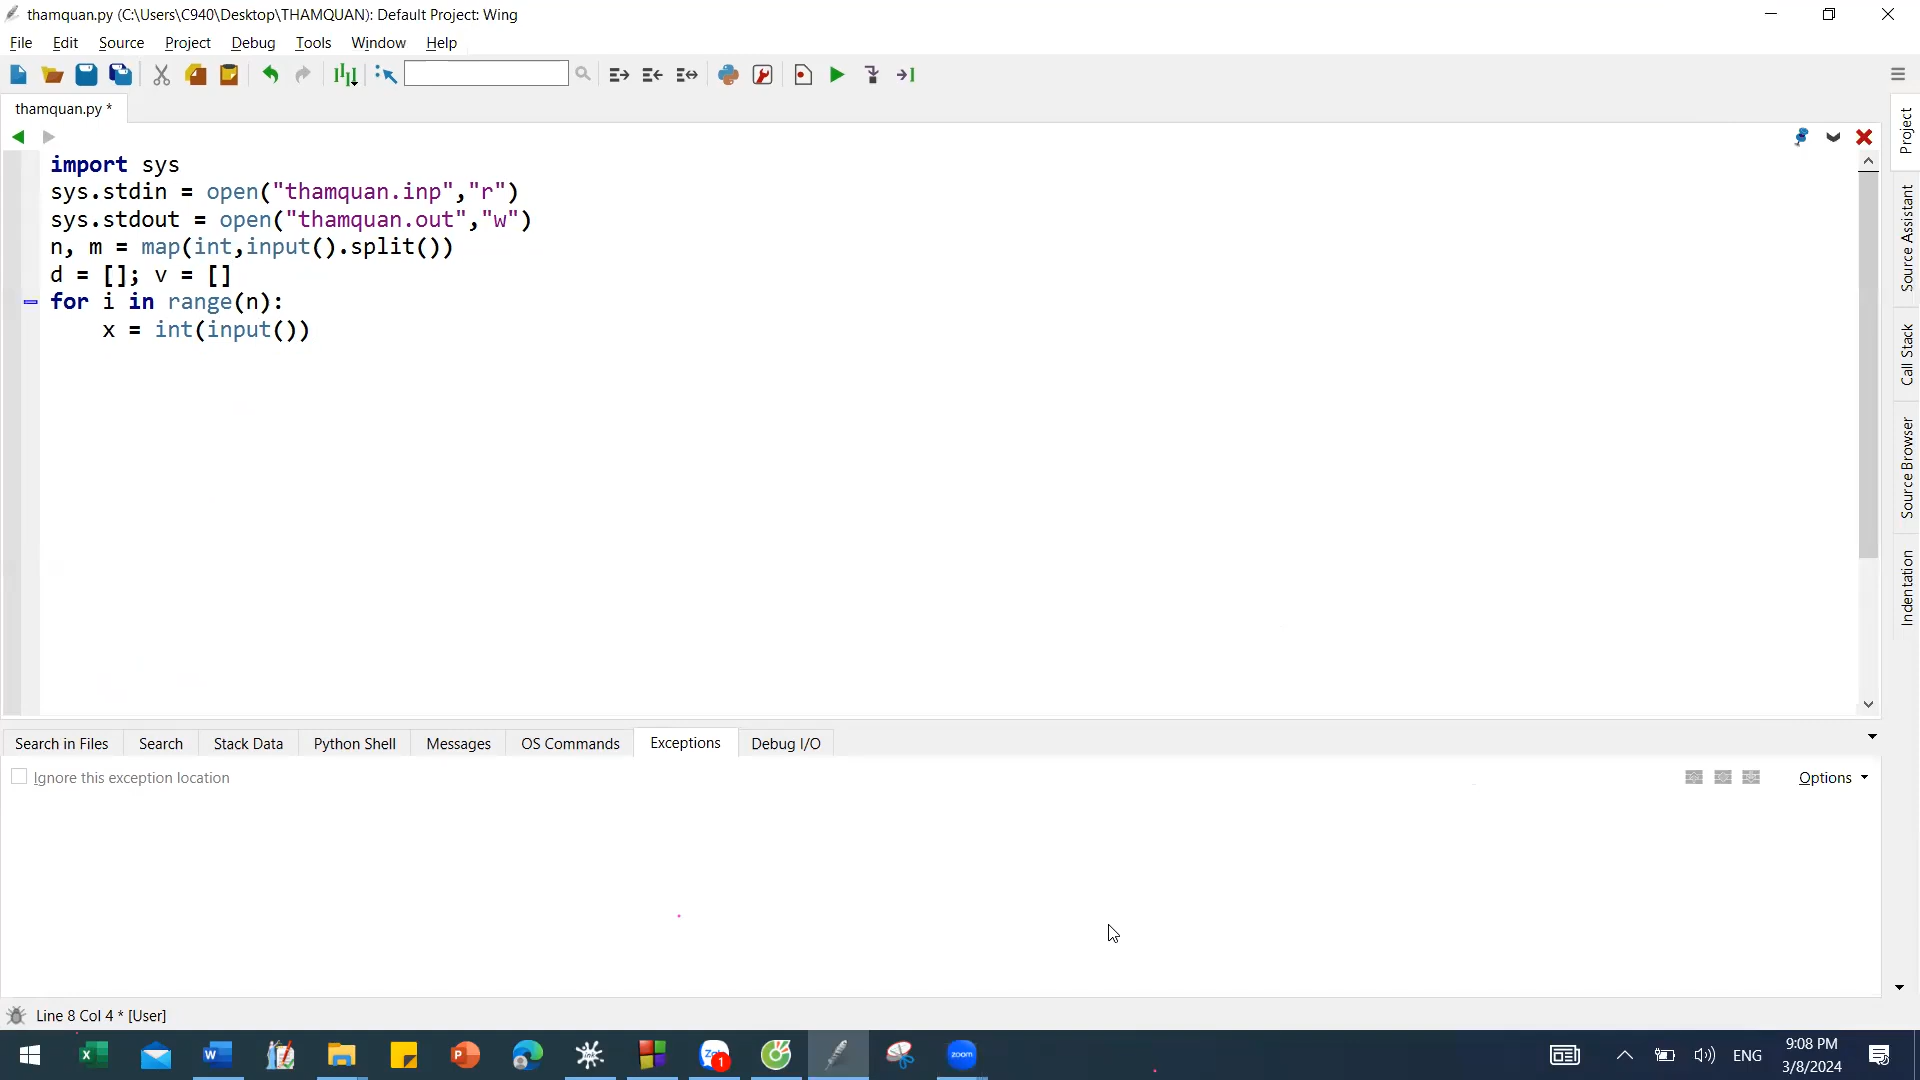 thamquan.py (C:\Users\C940\Desktop\THAMQUAN): Default Project: Wing
File Edit Source Project Debug Tools Window Help
thamquan.py *
import sys
sys.stdin = open("thamquan.inp","r")
sys.stdout = open("thamquan.out","w")
n, m = map(int,input().split())
d = []; v = []
for i in range(n):
    x = int(input())
Project
Source Assistant
Call Stack
Source Browser
Indentation
Search in Files Search Stack Data Python Shell Messages OS Commands Exceptions Debug I/O
Ignore this exception location Options
Line 8 Col 4 * [User]
zoom
1
ENG
9:08 PM
3/8/2024